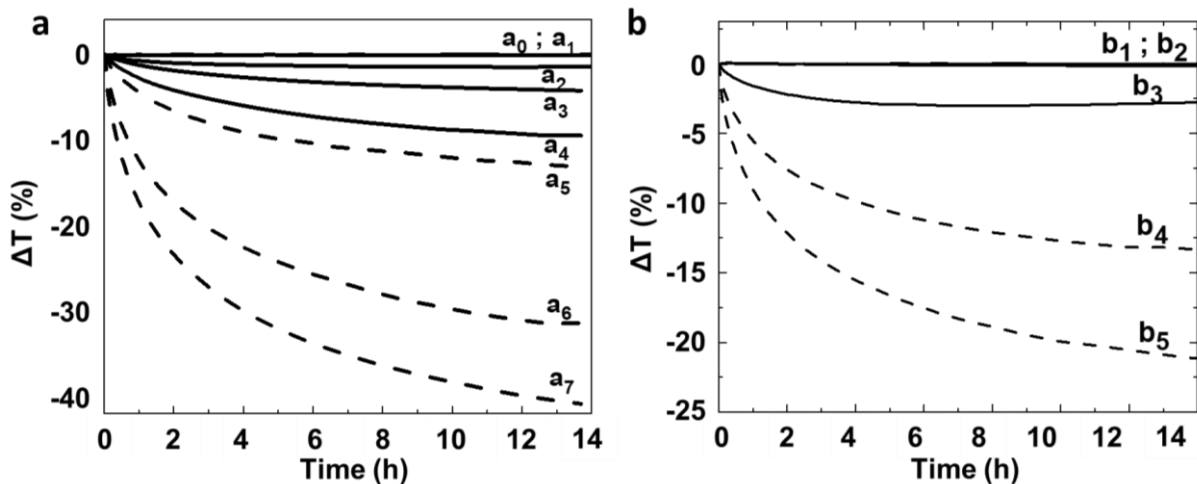 a
ΔT (%)
0
-10
-20
-30
-40
a₀ ; a₁
a₂
a₃
a₄
a₅
a₆
a₇
0 2 4 6 8 10 12 14
Time (h)
b
ΔT (%)
0
-5
-10
-15
-20
-25
b₁ ; b₂
b₃
b₄
b₅
0 2 4 6 8 10 12 14
Time (h)